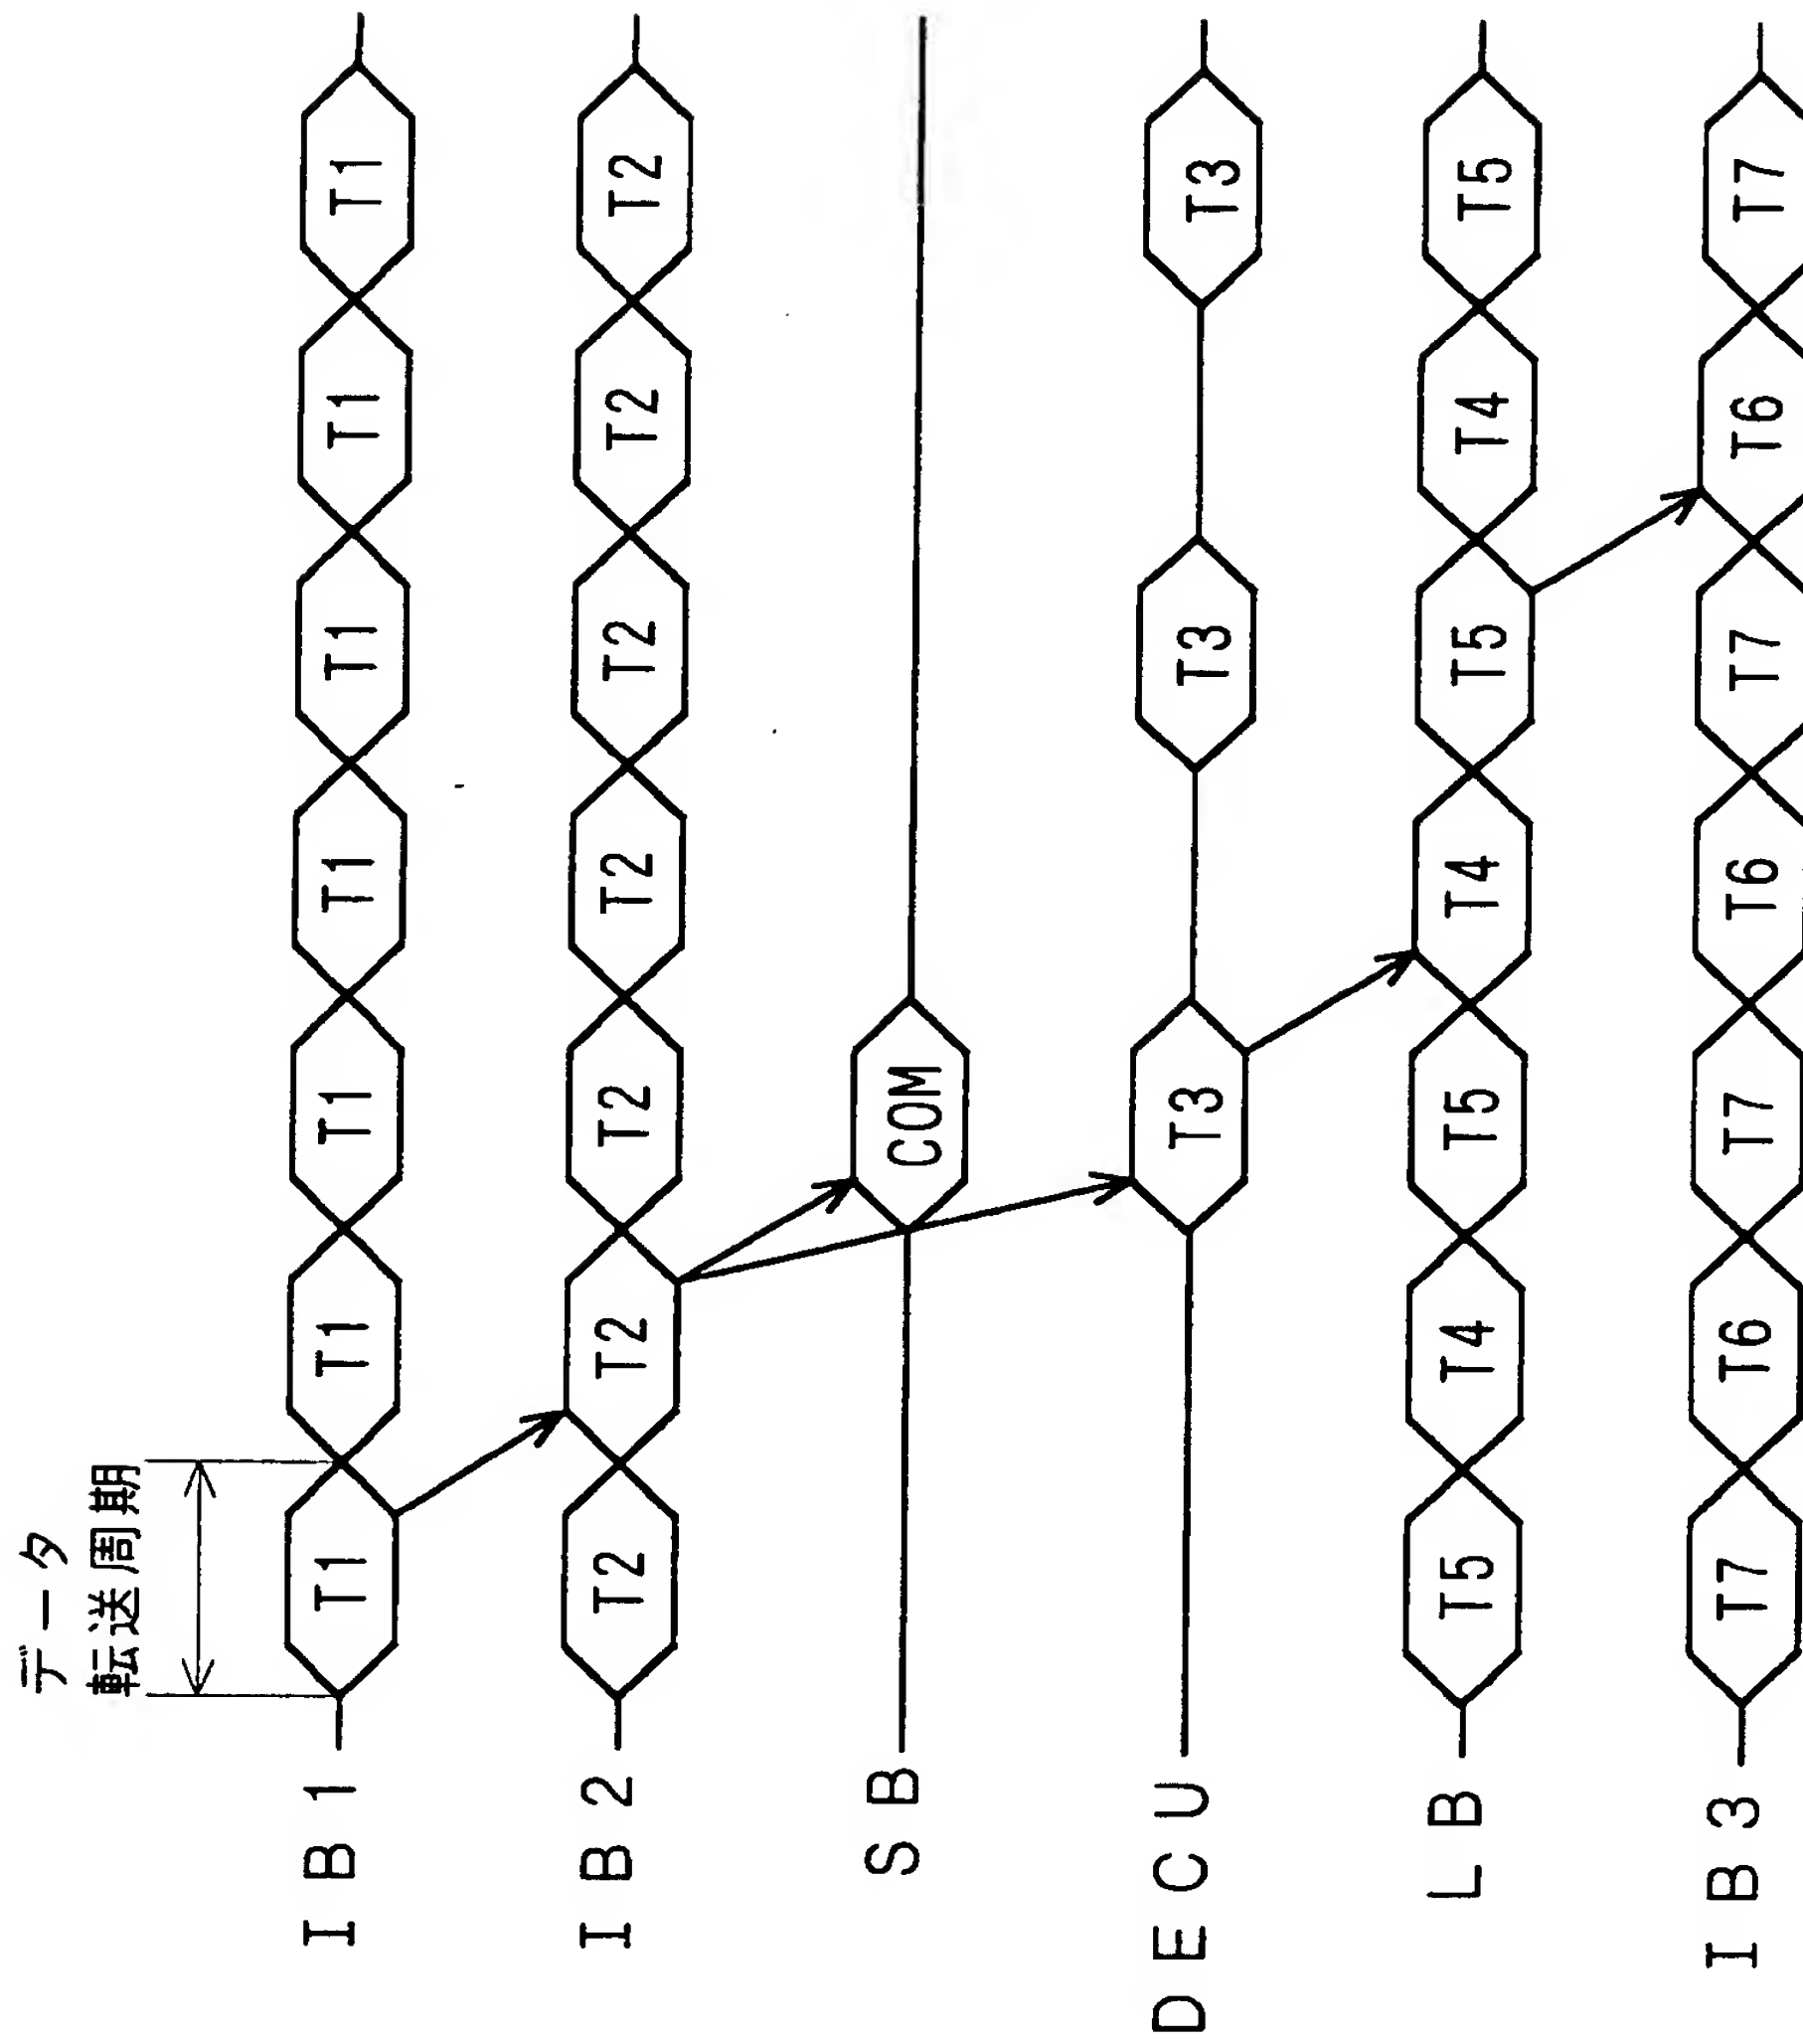 データ
転送周期
IB1 T1 T1 T1 T1 T1 T1 T1
IB2 T2 T2 T2 T2 T2 T2 T2
SB COM
DECU T3 T3 T3
LB T5 T4 T5 T4 T5 T4 T5
IB3 T7 T6 T7 T6 T7 T6 T7